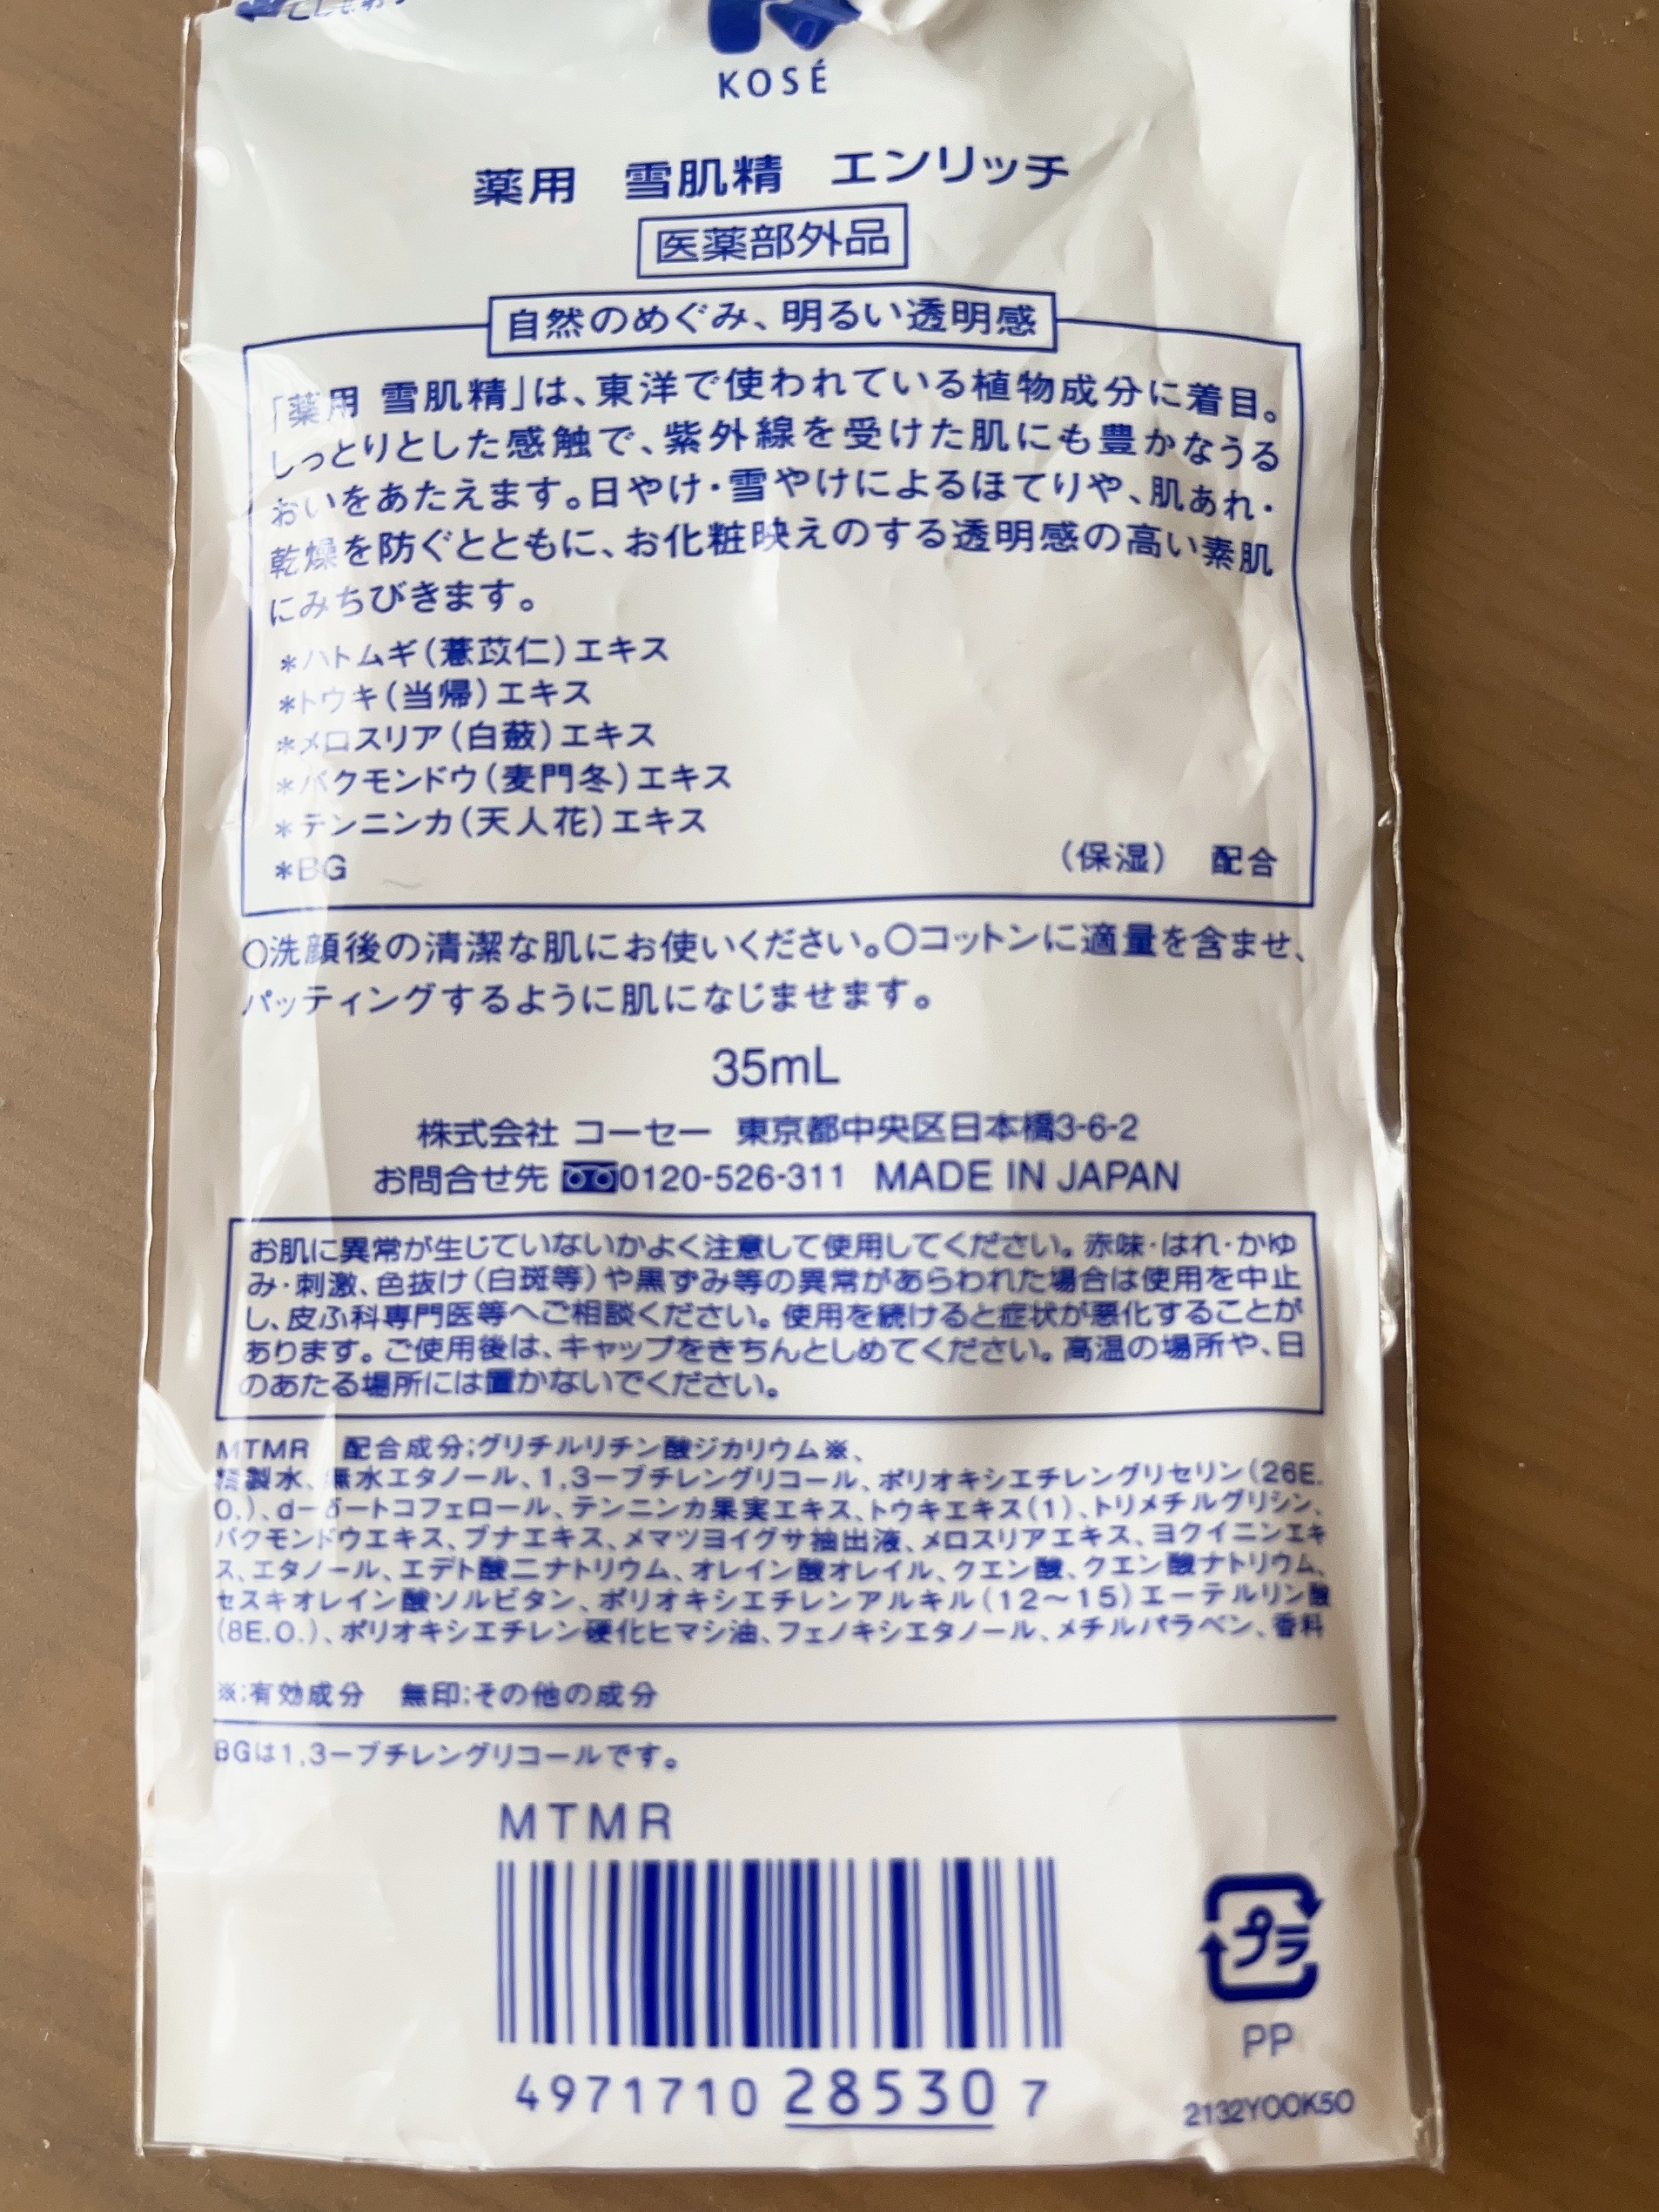 KOSÉ
薬用 雪肌精 エンリッチ
医薬部外品
自然のめぐみ、明るい透明感
「薬用 雪肌精」は、東洋で使われている植物成分に着目。
しっとりとした感触で、紫外線を受けた肌にも豊かなうる
おいをあたえます。日やけ・雪やけによるほてりや、肌あれ・
乾燥を防ぐとともに、お化粧映えのする透明感の高い素肌
にみちびきます。
*ハトムギ(薏苡仁)エキス
*トウキ(当帰)エキス
*メロスリア(白蘞)エキス
*バクモンドウ(麦門冬)エキス
*テンニンカ(天人花)エキス
*BG (保湿) 配合
○洗顔後の清潔な肌にお使いください。○コットンに適量を含ませ、
パッティングするように肌になじませます。
35mL
株式会社 コーセー 東京都中央区日本橋3-6-2
お問合せ先 0120-526-311 MADE IN JAPAN
お肌に異常が生じていないかよく注意して使用してください。赤味・はれ・かゆ
み・刺激、色抜け(白斑等)や黒ずみ等の異常があらわれた場合は使用を中止
し、皮ふ科専門医等へご相談ください。使用を続けると症状が悪化することが
あります。ご使用後は、キャップをきちんとしめてください。高温の場所や、日
のあたる場所には置かないでください。
MTMR 配合成分;グリチルリチン酸ジカリウム※、
精製水、無水エタノール、1,3-ブチレングリコール、ポリオキシエチレングリセリン(26E.
O.)、d-δ-トコフェロール、テンニンカ果実エキス、トウキエキス(1)、トリメチルグリシン、
バクモンドウエキス、ブナエキス、メマツヨイグサ抽出液、メロスリアエキス、ヨクイニンエキ
ス、エタノール、エデト酸二ナトリウム、オレイン酸オレイル、クエン酸、クエン酸ナトリウム、
セスキオレイン酸ソルビタン、ポリオキシエチレンアルキル(12〜15)エーテルリン酸
(8E.O.)、ポリオキシエチレン硬化ヒマシ油、フェノキシエタノール、メチルパラベン、香料
※;有効成分 無印;その他の成分
BGは1,3-ブチレングリコールです。
MTMR
4971710 28530 7
プラ
PP
2132Y00K50